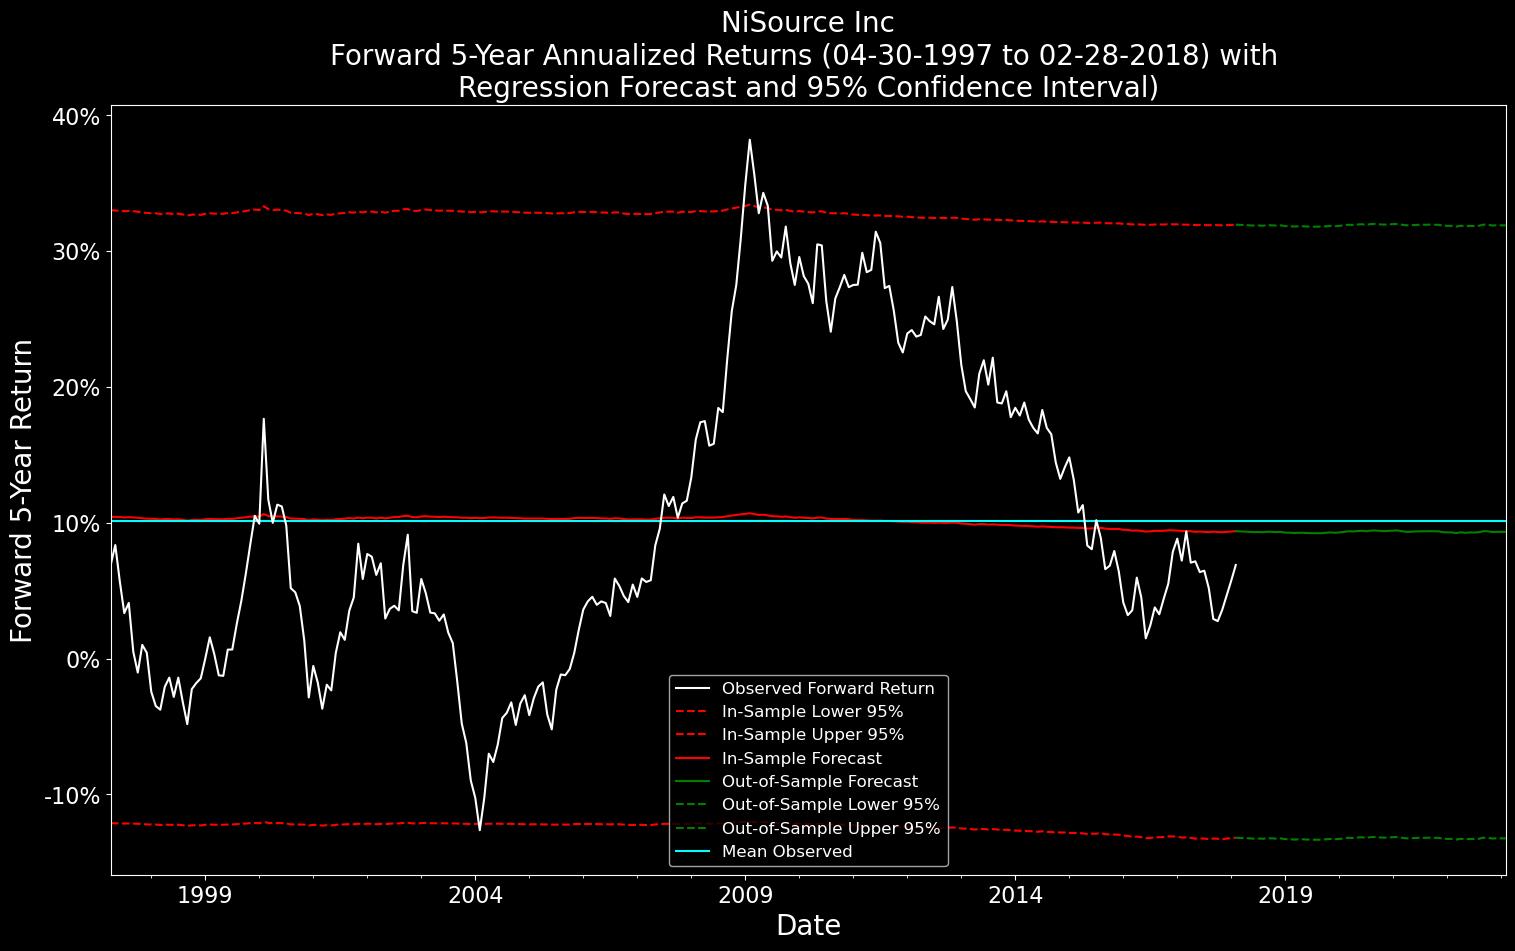 NiSource Inc
Forward 5-Year Annualized Returns (04-30-1997 to 02-28-2018) with
Regression Forecast and 95% Confidence Interval)
Forward 5-Year Return
40%
30%
20%
10%
0%
-10%
Observed Forward Return
In-Sample Lower 95%
In-Sample Upper 95%
In-Sample Forecast
Out-of-Sample Forecast
Out-of-Sample Lower 95%
Out-of-Sample Upper 95%
Mean Observed
1999 2004 2009 2014 2019
Date